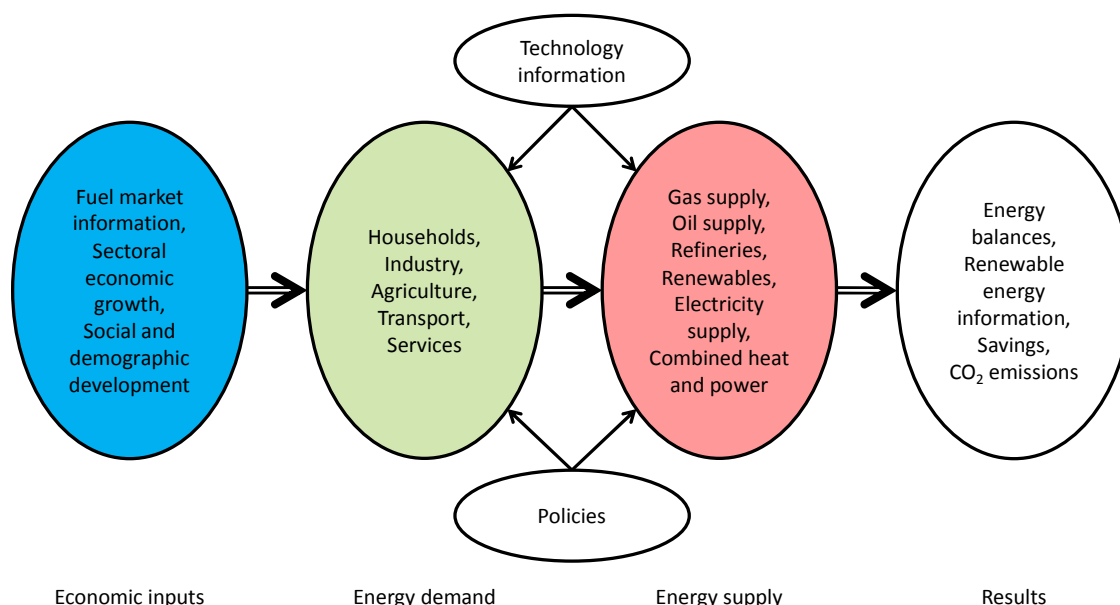 Technology
information
Fuel market
information,
Sectoral
economic
growth,
Social and
demographic
development
Households,
Industry,
Agriculture,
Transport,
Services
Gas supply,
Oil supply,
Refineries,
Renewables,
Electricity
supply,
Combined heat
and power
Energy
balances,
Renewable
energy
information,
Savings,
CO₂ emissions
Policies
Economic inputs
Energy demand
Energy supply
Results